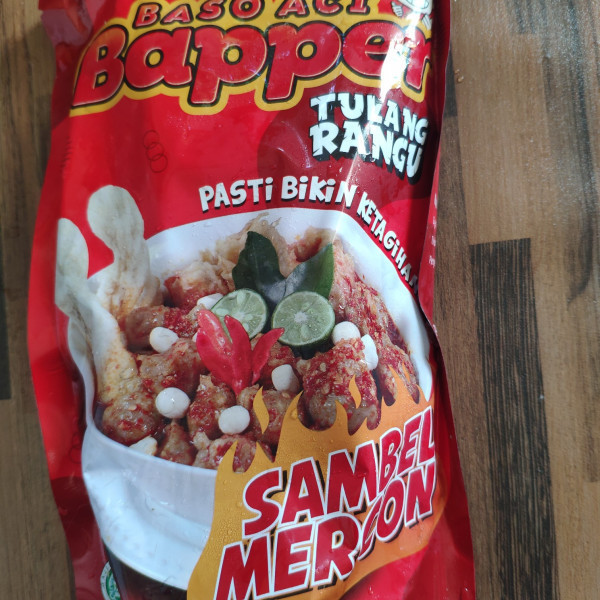 BASO ACI
Bapper
TULANG
RANGU
PASTI BIKIN KETAGIHAN
SAMBEL
MERCON